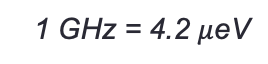 1 GHz = 4.2 μeV